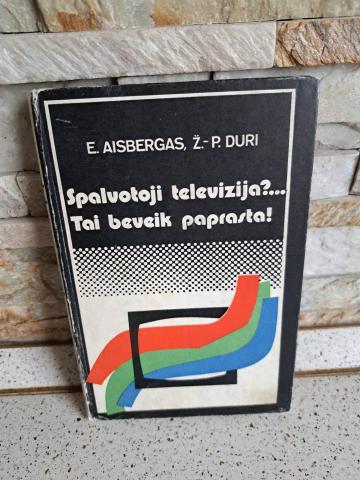 E. AISBERGAS, Ž.-P. DURI
Spalvotoji televizija?...
Tai beveik paprasta!